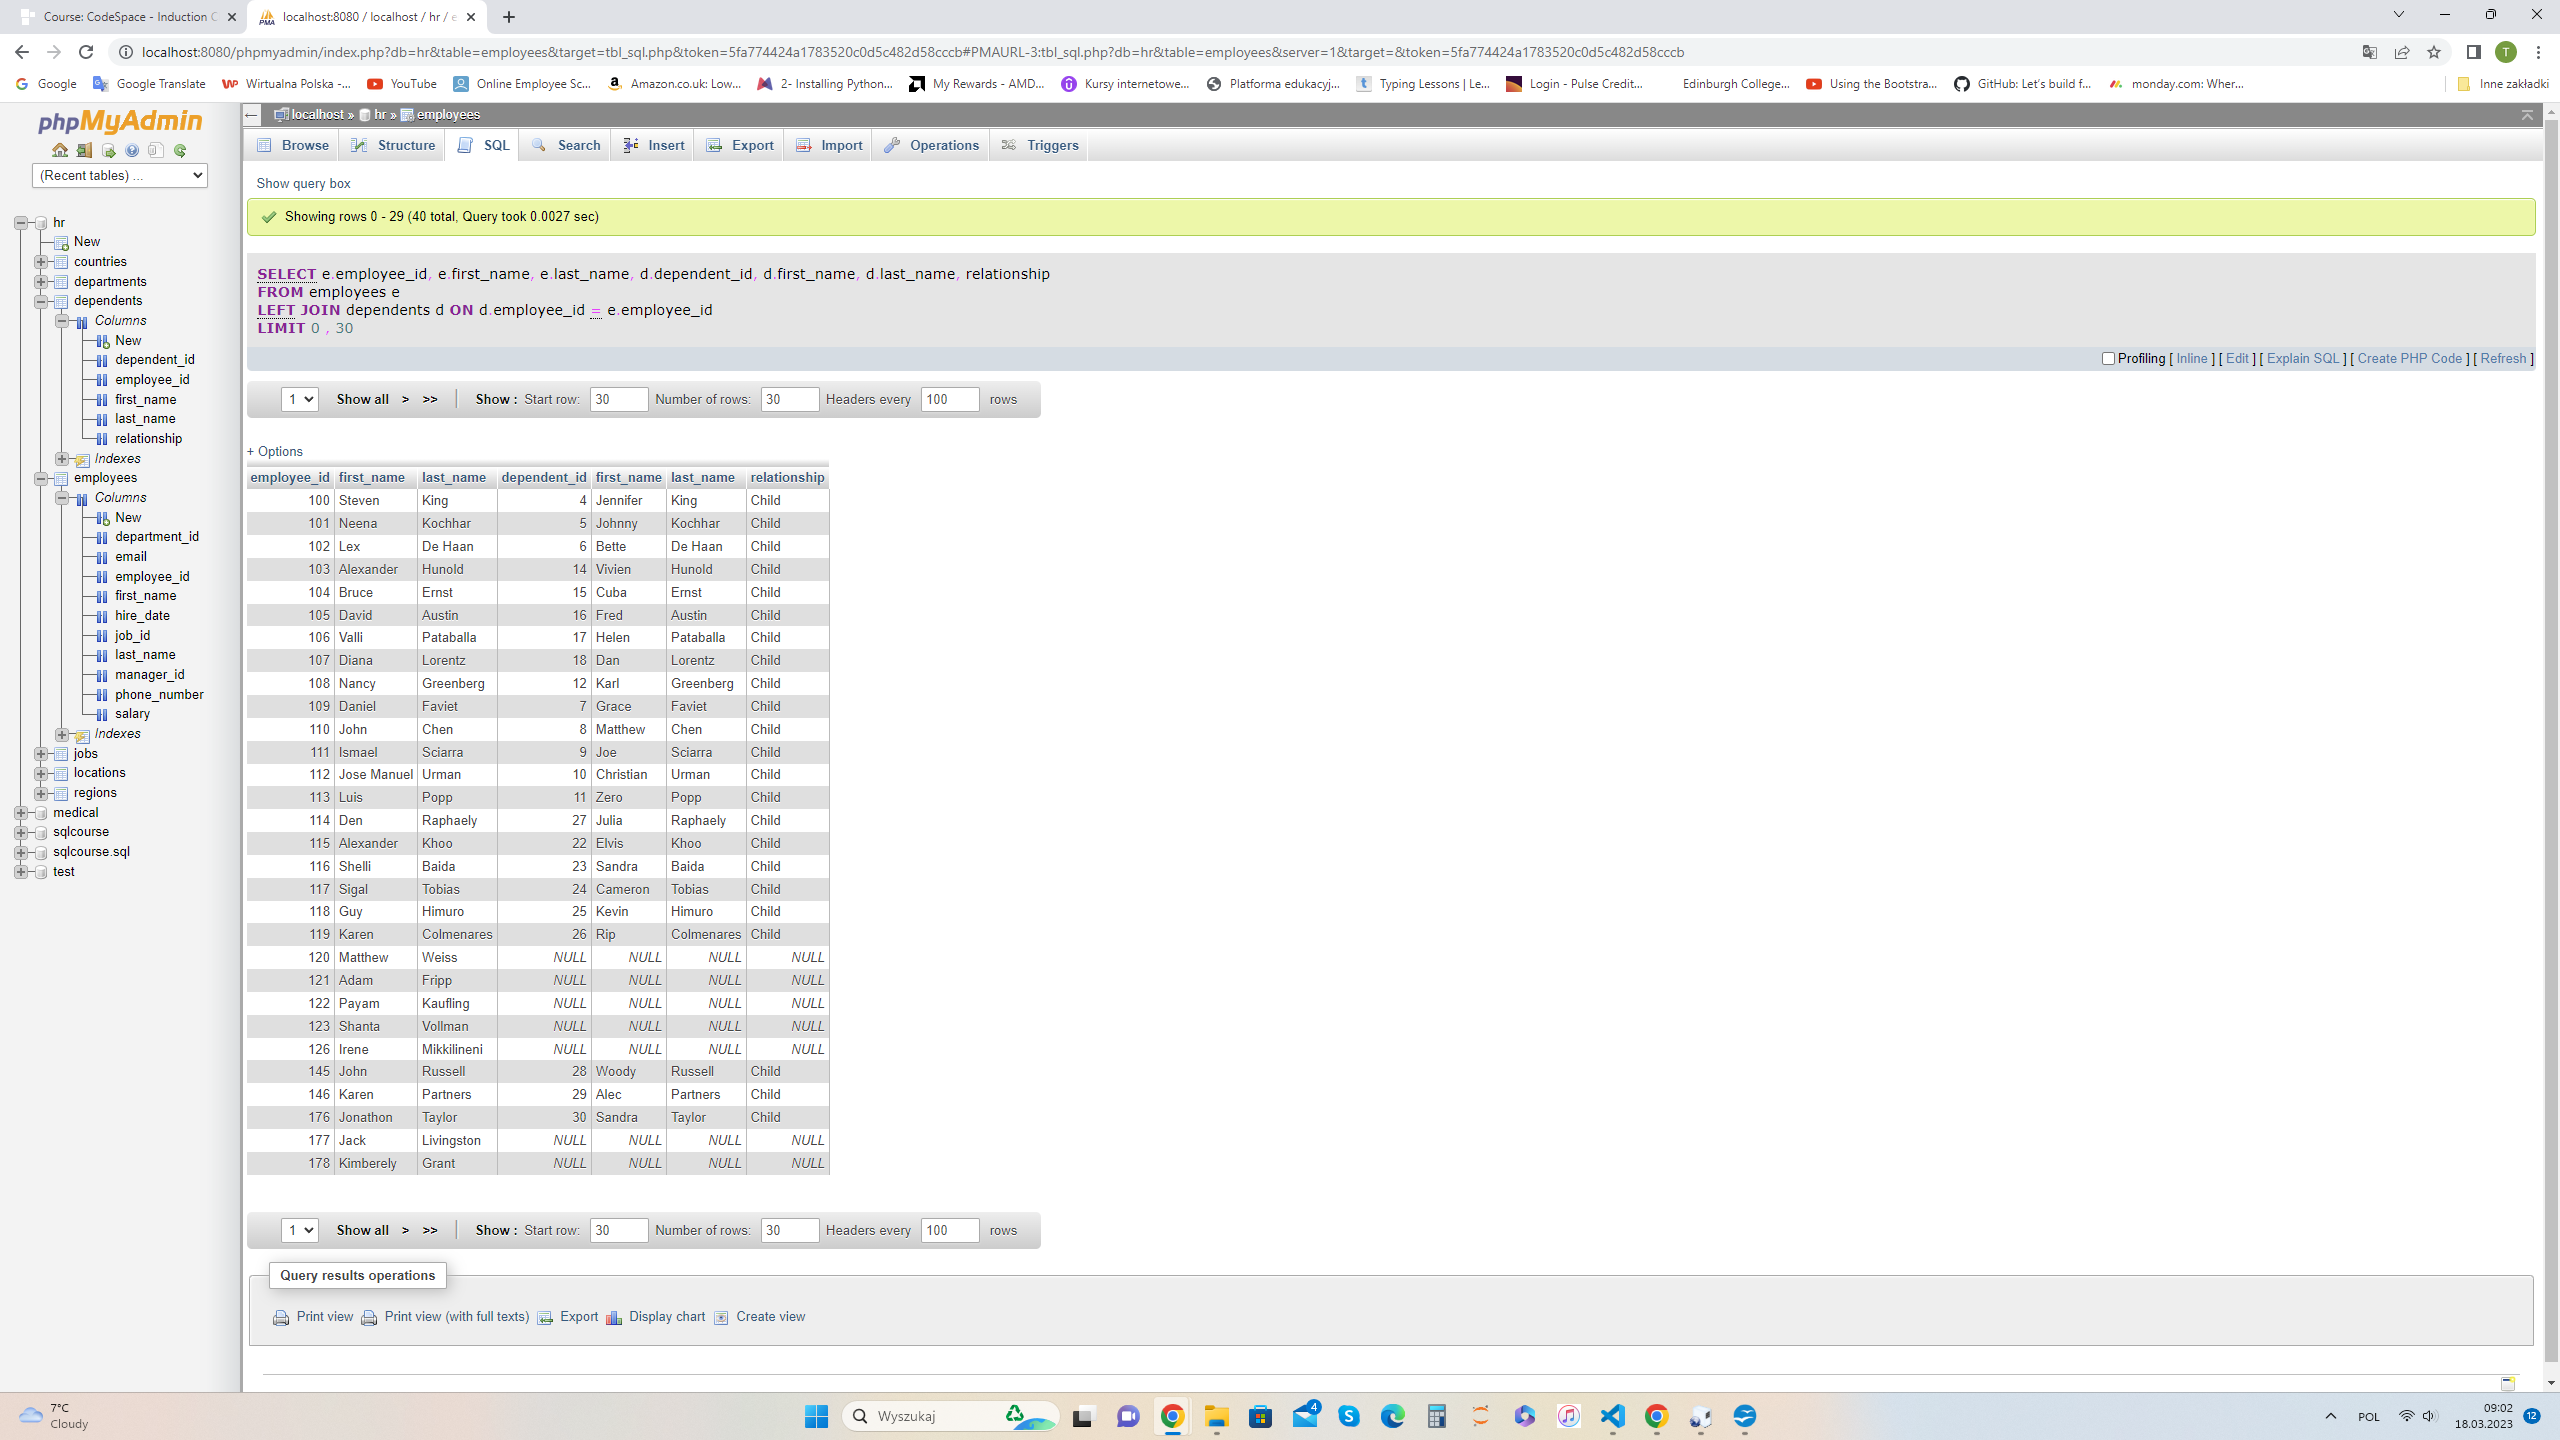 Course: CodeSpace - Induction C
localhost:8080 / localhost / hr / e
localhost:8080/phpmyadmin/index.php?db=hr&table=employees&target=tbl_sql.php&token=5fa774424a1783520c0d5c482d58cccb#PMAURL-3:tbl_sql.php?db=hr&table=employees&server=1&target=&token=5fa774424a1783520c0d5c482d58cccb
T
Google Google Translate Wirtualna Polska -... YouTube Online Employee Sc... Amazon.co.uk: Low... 2- Installing Python... My Rewards - AMD... Kursy internetowe... Platforma edukacyj... Typing Lessons | Le... Login - Pulse Credit... Edinburgh College... Using the Bootstra... GitHub: Let's build f... monday.com: Wher... Inne zakładki
phpMyAdmin
(Recent tables) ...
hr
New
countries
departments
dependents
Columns
New
dependent_id
employee_id
first_name
last_name
relationship
Indexes
employees
Columns
New
department_id
email
employee_id
first_name
hire_date
job_id
last_name
manager_id
phone_number
salary
Indexes
jobs
locations
regions
medical
sqlcourse
sqlcourse.sql
test
localhost » hr » employees
Browse Structure SQL Search Insert Export Import Operations Triggers
Show query box
Showing rows 0 - 29 (40 total, Query took 0.0027 sec)
SELECT e.employee_id, e.first_name, e.last_name, d.dependent_id, d.first_name, d.last_name, relationship
FROM employees e
LEFT JOIN dependents d ON d.employee_id = e.employee_id
LIMIT 0 , 30
Profiling [ Inline ] [ Edit ] [ Explain SQL ] [ Create PHP Code ] [ Refresh ]
1 Show all > >> Show : Start row: 30 Number of rows: 30 Headers every 100 rows
+ Options
employee_id first_name last_name dependent_id first_name last_name relationship
100 Steven King 4 Jennifer King Child
101 Neena Kochhar 5 Johnny Kochhar Child
102 Lex De Haan 6 Bette De Haan Child
103 Alexander Hunold 14 Vivien Hunold Child
104 Bruce Ernst 15 Cuba Ernst Child
105 David Austin 16 Fred Austin Child
106 Valli Pataballa 17 Helen Pataballa Child
107 Diana Lorentz 18 Dan Lorentz Child
108 Nancy Greenberg 12 Karl Greenberg Child
109 Daniel Faviet 7 Grace Faviet Child
110 John Chen 8 Matthew Chen Child
111 Ismael Sciarra 9 Joe Sciarra Child
112 Jose Manuel Urman 10 Christian Urman Child
113 Luis Popp 11 Zero Popp Child
114 Den Raphaely 27 Julia Raphaely Child
115 Alexander Khoo 22 Elvis Khoo Child
116 Shelli Baida 23 Sandra Baida Child
117 Sigal Tobias 24 Cameron Tobias Child
118 Guy Himuro 25 Kevin Himuro Child
119 Karen Colmenares 26 Rip Colmenares Child
120 Matthew Weiss NULL NULL NULL NULL
121 Adam Fripp NULL NULL NULL NULL
122 Payam Kaufling NULL NULL NULL NULL
123 Shanta Vollman NULL NULL NULL NULL
126 Irene Mikkilineni NULL NULL NULL NULL
145 John Russell 28 Woody Russell Child
146 Karen Partners 29 Alec Partners Child
176 Jonathon Taylor 30 Sandra Taylor Child
177 Jack Livingston NULL NULL NULL NULL
178 Kimberely Grant NULL NULL NULL NULL
1 Show all > >> Show : Start row: 30 Number of rows: 30 Headers every 100 rows
Query results operations
Print view Print view (with full texts) Export Display chart Create view
7°C
Cloudy
Wyszukaj
4
POL
09:02
18.03.2023
12